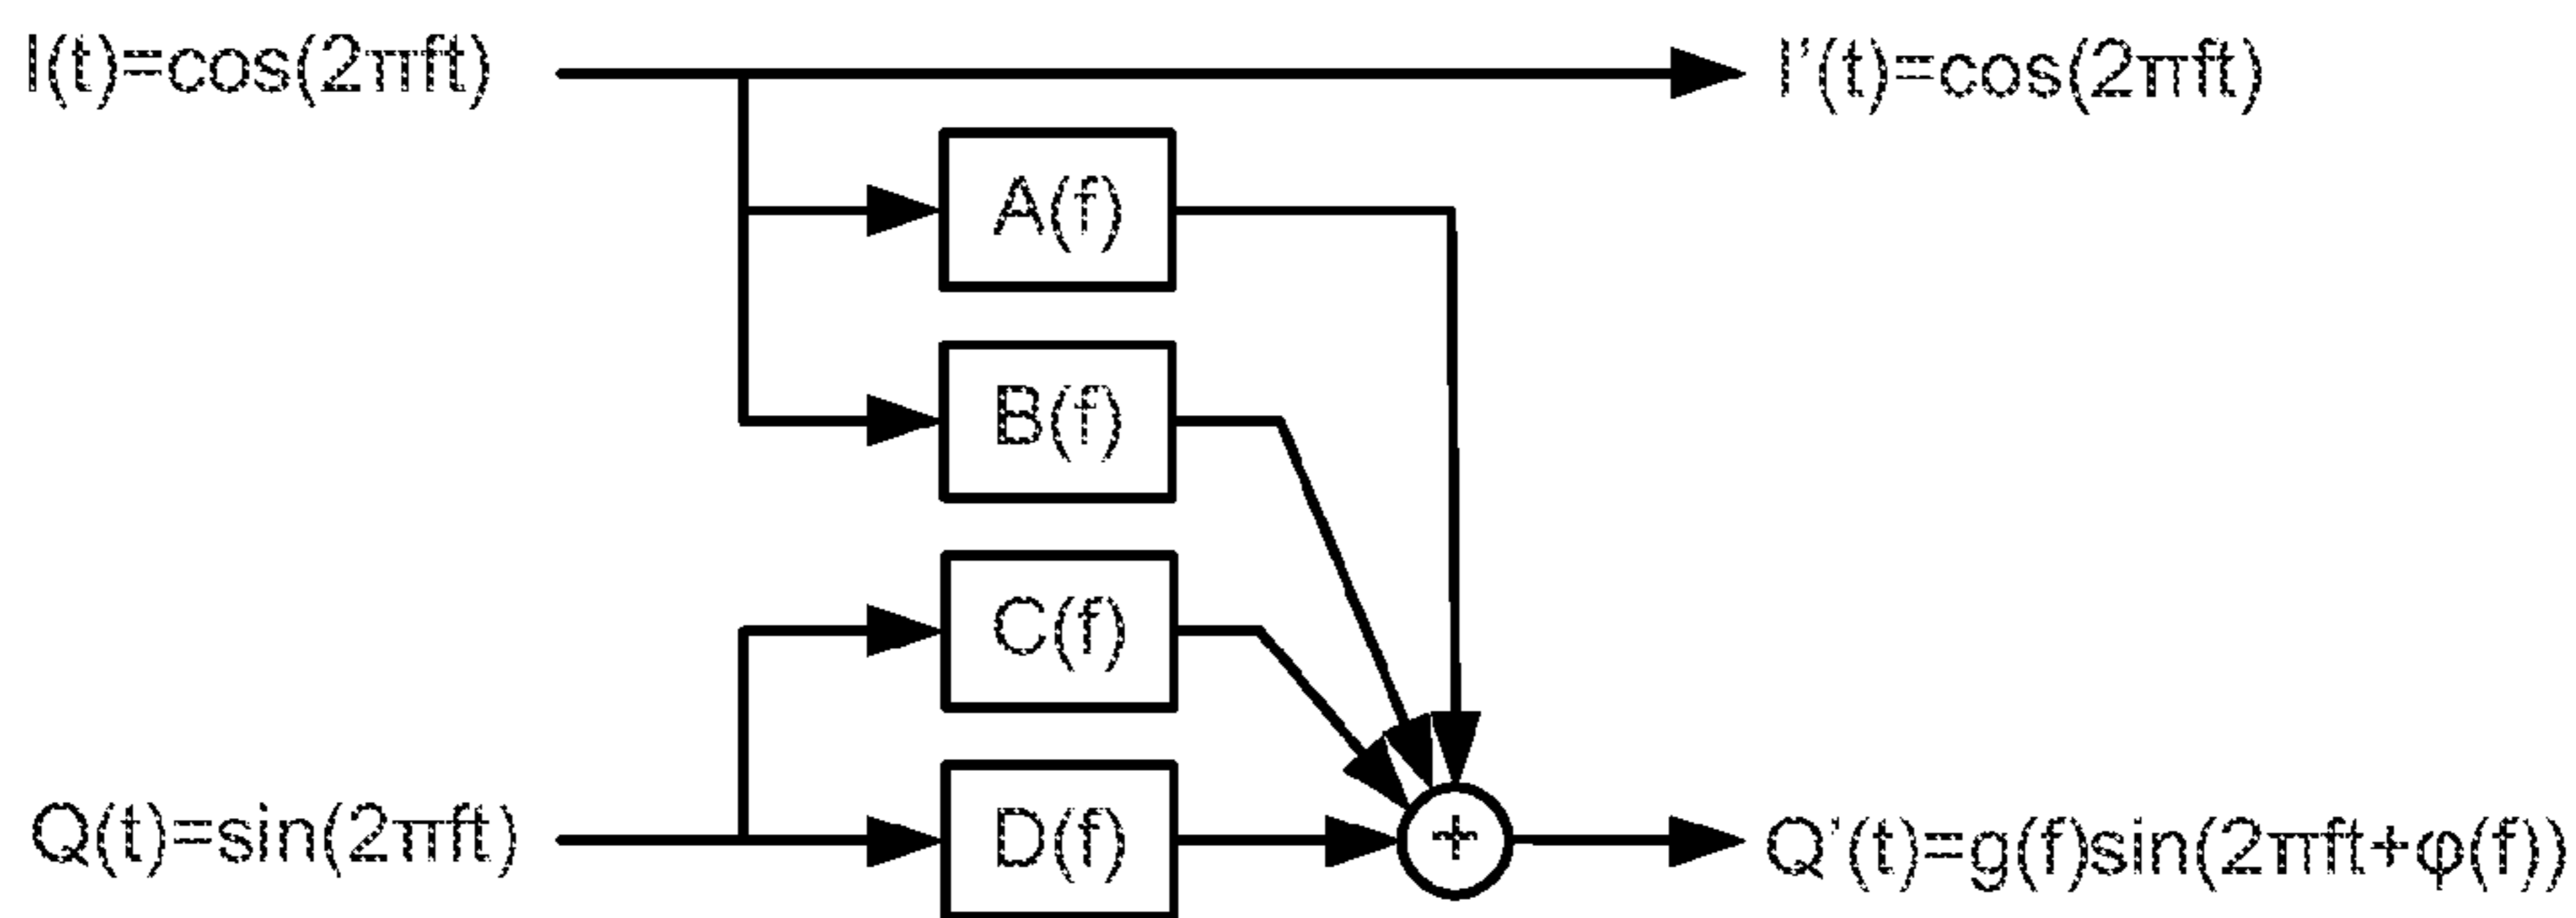 I(t)=cos(2πft)
I'(t)=cos(2πft)
A(f)
B(f)
C(f)
Q(t)=sin(2πft)
D(f)
+
Q'(t)=g(f)sin(2πft+φ(f))